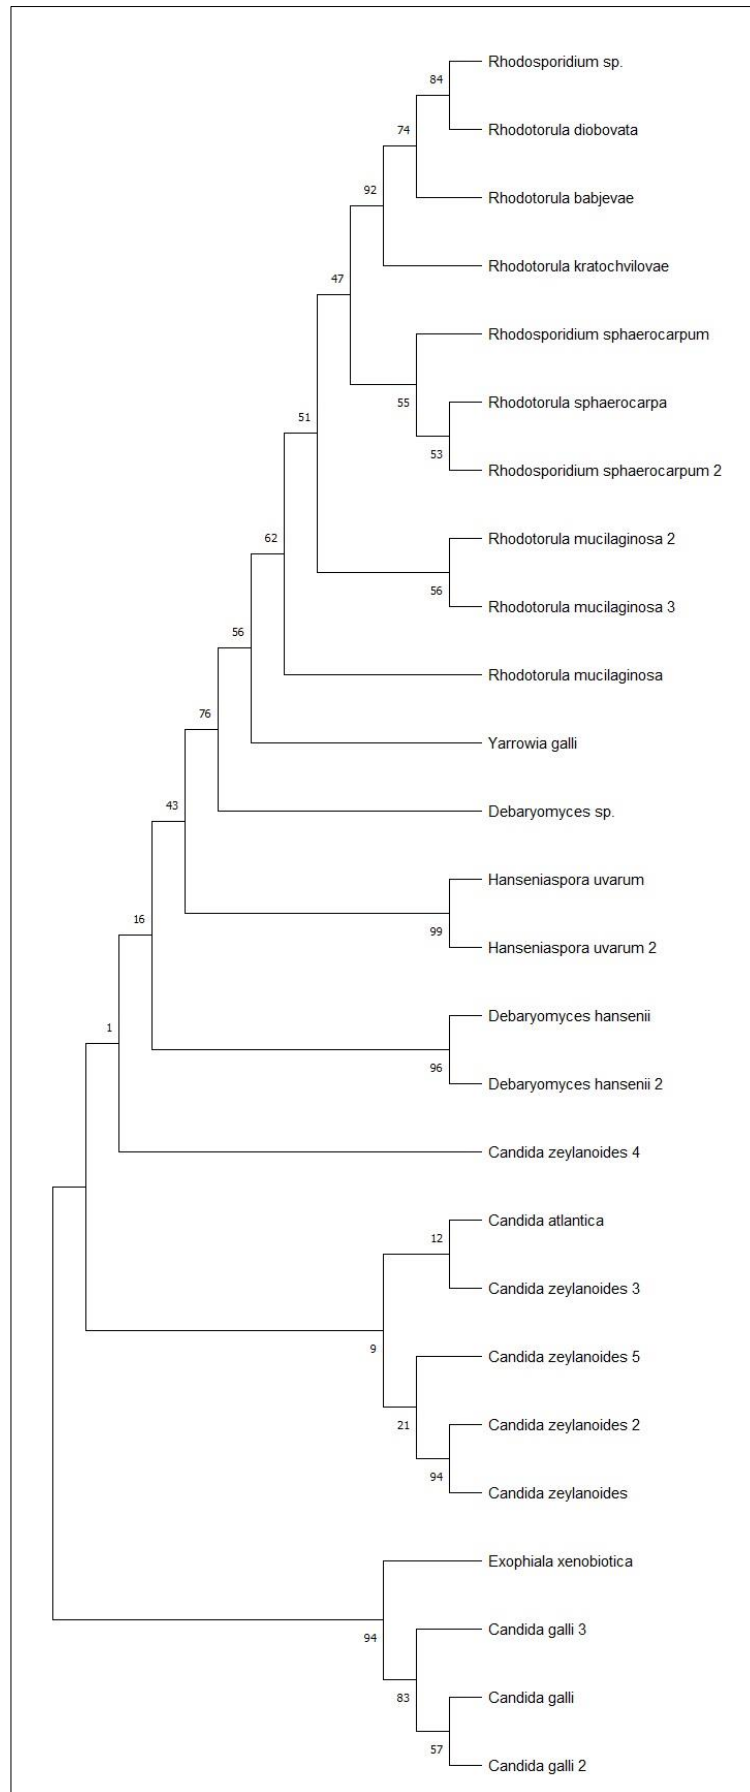 Rhodosporidium sp.
84
Rhodotorula diobovata
74
Rhodotorula babjevae
92
Rhodotorula kratochvilovae
47
Rhodosporidium sphaerocarpum
55
Rhodotorula sphaerocarpa
51
53
Rhodosporidium sphaerocarpum 2
62
Rhodotorula mucilaginosa 2
56
Rhodotorula mucilaginosa 3
56
Rhodotorula mucilaginosa
76
Yarrowia galli
43
Debaryomyces sp.
Hanseniaspora uvarum
16
99
Hanseniaspora uvarum 2
1
Debaryomyces hansenii
96
Debaryomyces hansenii 2
Candida zeylanoides 4
Candida atlantica
12
Candida zeylanoides 3
9
Candida zeylanoides 5
21
Candida zeylanoides 2
94
Candida zeylanoides
Exophiala xenobiotica
94
Candida galli 3
83
Candida galli
57
Candida galli 2